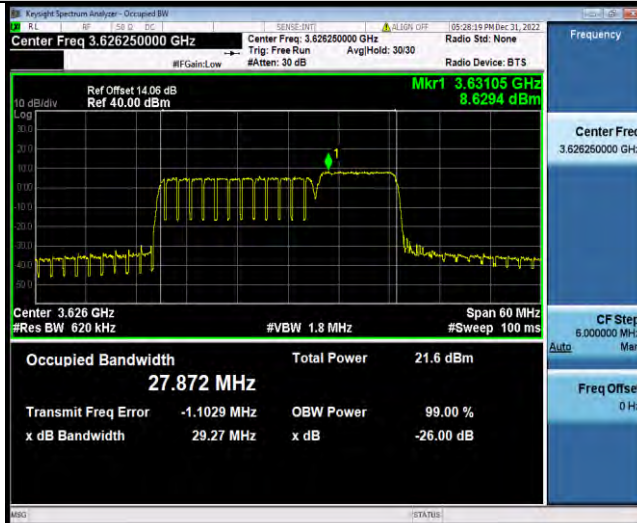 Keysight Spectrum Analyzer - Occupied BW
RL RF 50 Ω DC SENSE:INT ALIGN OFF 05:28:19 PM Dec 31, 2022
Center Freq 3.626250000 GHz
Center Freq: 3.626250000 GHz
Radio Std: None
Trig: Free Run Avg|Hold: 30/30
#IFGain:Low #Atten: 30 dB Radio Device: BTS
Frequency
Ref Offset 14.06 dB
Mkr1 3.63105 GHz
10 dB/div Ref 40.00 dBm
8.6294 dBm
Log
30.0
20.0
10.0
0.00
-10.0
-20.0
-30.0
-40.0
-50.0
1
Center 3.626 GHz Span 60 MHz
#Res BW 620 kHz #VBW 1.8 MHz #Sweep 100 ms
Occupied Bandwidth Total Power 21.6 dBm
27.872 MHz
Transmit Freq Error -1.1029 MHz OBW Power 99.00 %
x dB Bandwidth 29.27 MHz x dB -26.00 dB
Center Freq
3.626250000 GHz
CF Step
6.000000 MHz
Auto Man
Freq Offset
0 Hz
MSG STATUS